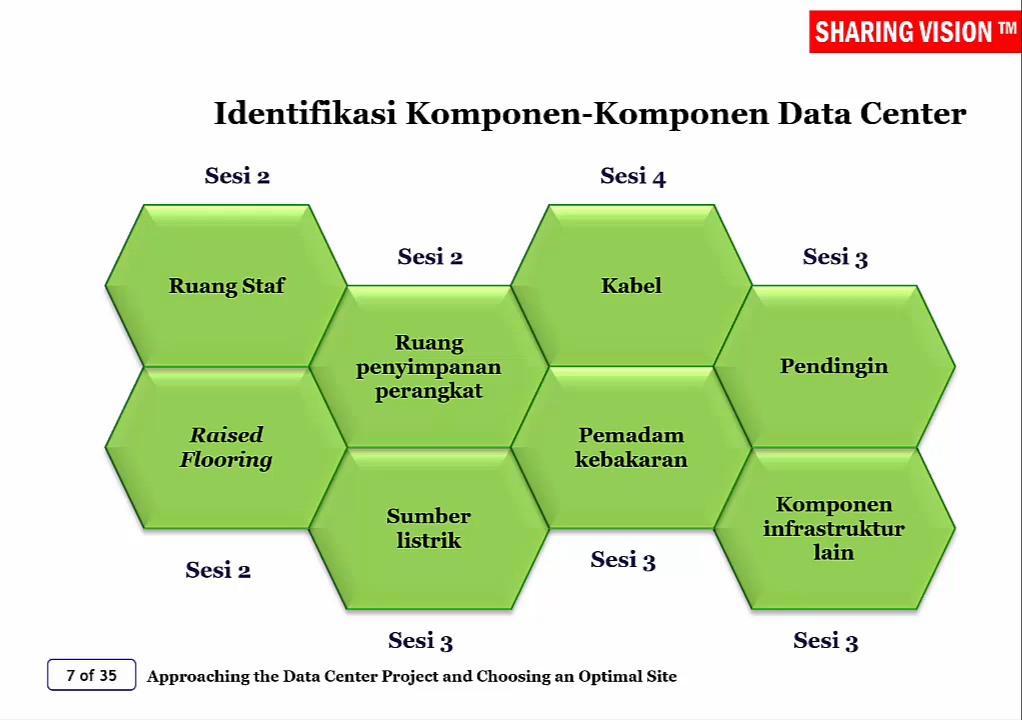 SHARING VISION ™
Identifikasi Komponen-Komponen Data Center
Sesi 2
Ruang Staf
Sesi 2
Ruang
penyimpanan
perangkat
Sesi 4
Kabel
Sesi 3
Pendingin
Raised
Flooring
Sesi 2
Sumber
listrik
Sesi 3
Pemadam
kebakaran
Sesi 3
Komponen
infrastruktur
lain
Sesi 3
7 of 35
Approaching the Data Center Project and Choosing an Optimal Site